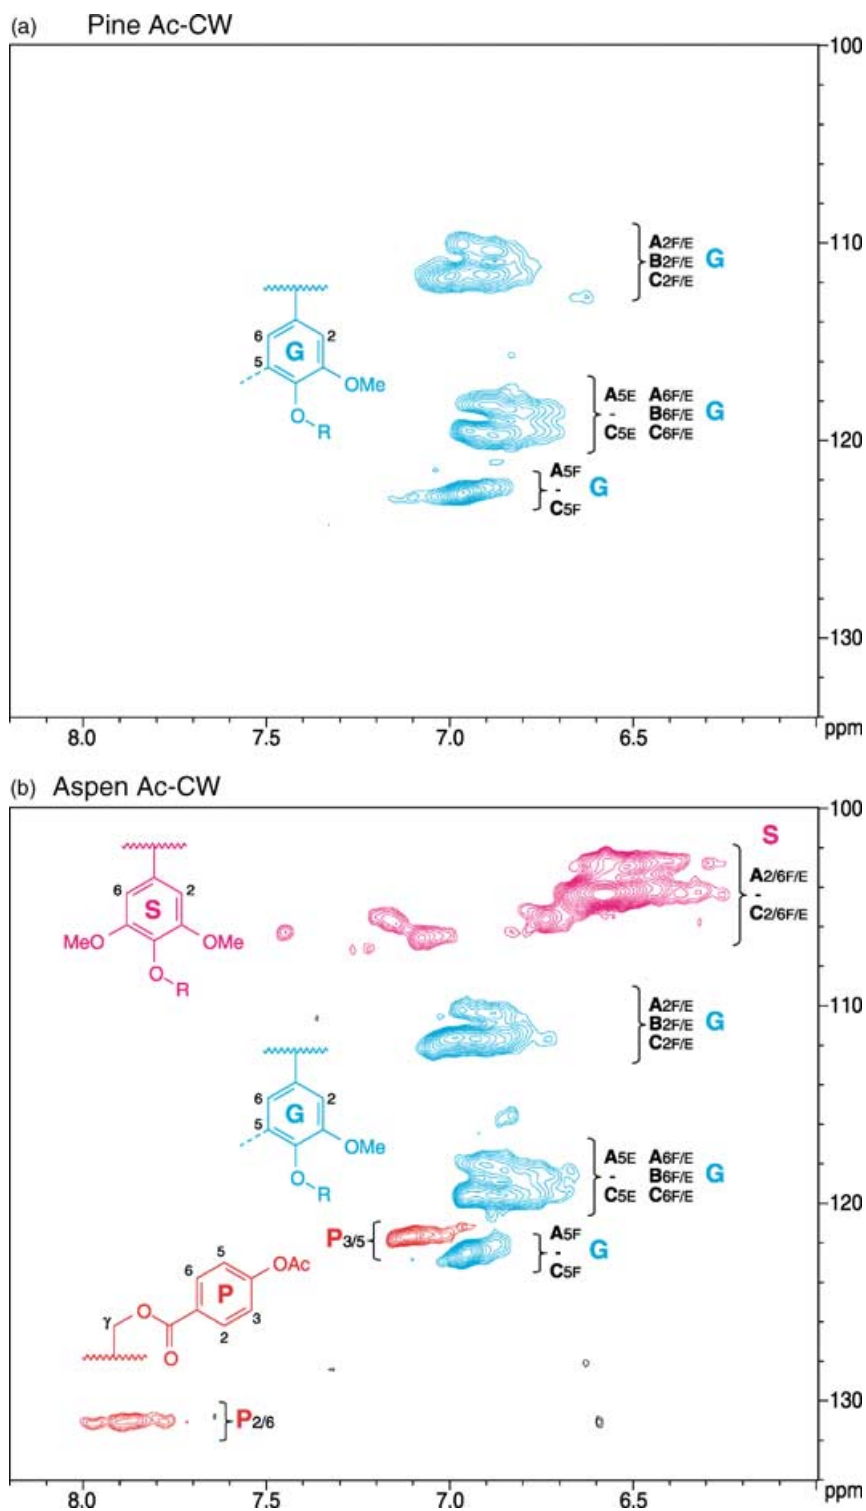 (a) Pine Ac-CW
100
110
A2F/E
B2F/E G
C2F/E
6 2
G
5
OMe
O
R
A5E A6F/E
- B6F/E G
C5E C6F/E
120
A5F
- G
C5F
130
8.0 7.5 7.0 6.5 ppm
(b) Aspen Ac-CW
100
S
A2/6F/E
-
C2/6F/E
6 2
S
MeO OMe
O
R
110
A2F/E
B2F/E G
C2F/E
6 2
G
5
OMe
O
R
A5E A6F/E
- B6F/E G
C5E C6F/E
120
P3/5
A5F
- G
C5F
5
OAc
6
P
γ O
3
2
O
130
P2/6
8.0 7.5 7.0 6.5 ppm